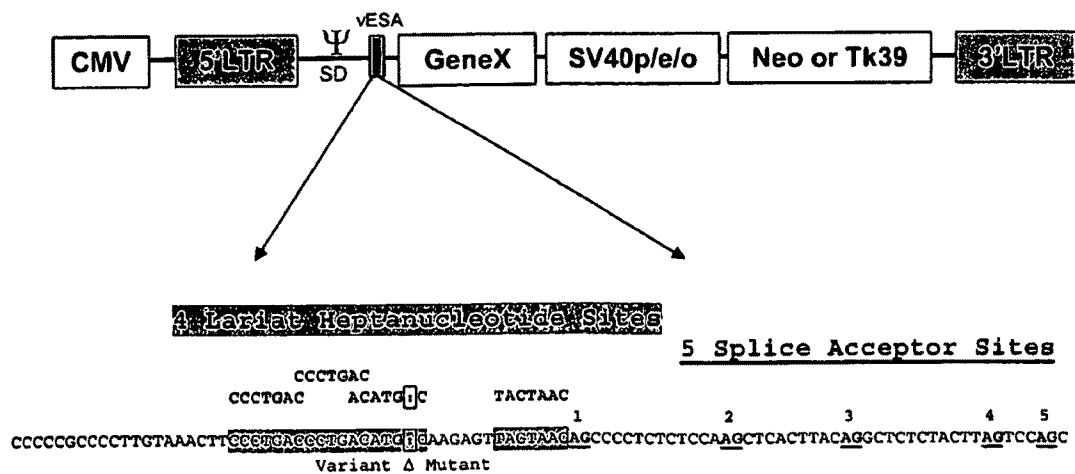 Ψ vESA
CMV 5'LTR SD GeneX SV40p/e/o Neo or Tk39 3'LTR
4 Lariat Heptanucleotide Sites
5 Splice Acceptor Sites
CCCTGAC
CCCTGAC ACATG C TACTAAC
1 2 3 4 5
CCCCCGCCCCTTGTAAACTTCCCTGACCCTGACATG CAAGAGTTAGTAACAGCCCCTCTCTCCAAGCTCACTTACAGGCTCTCTACTTAGTCCAGC
Variant Δ Mutant